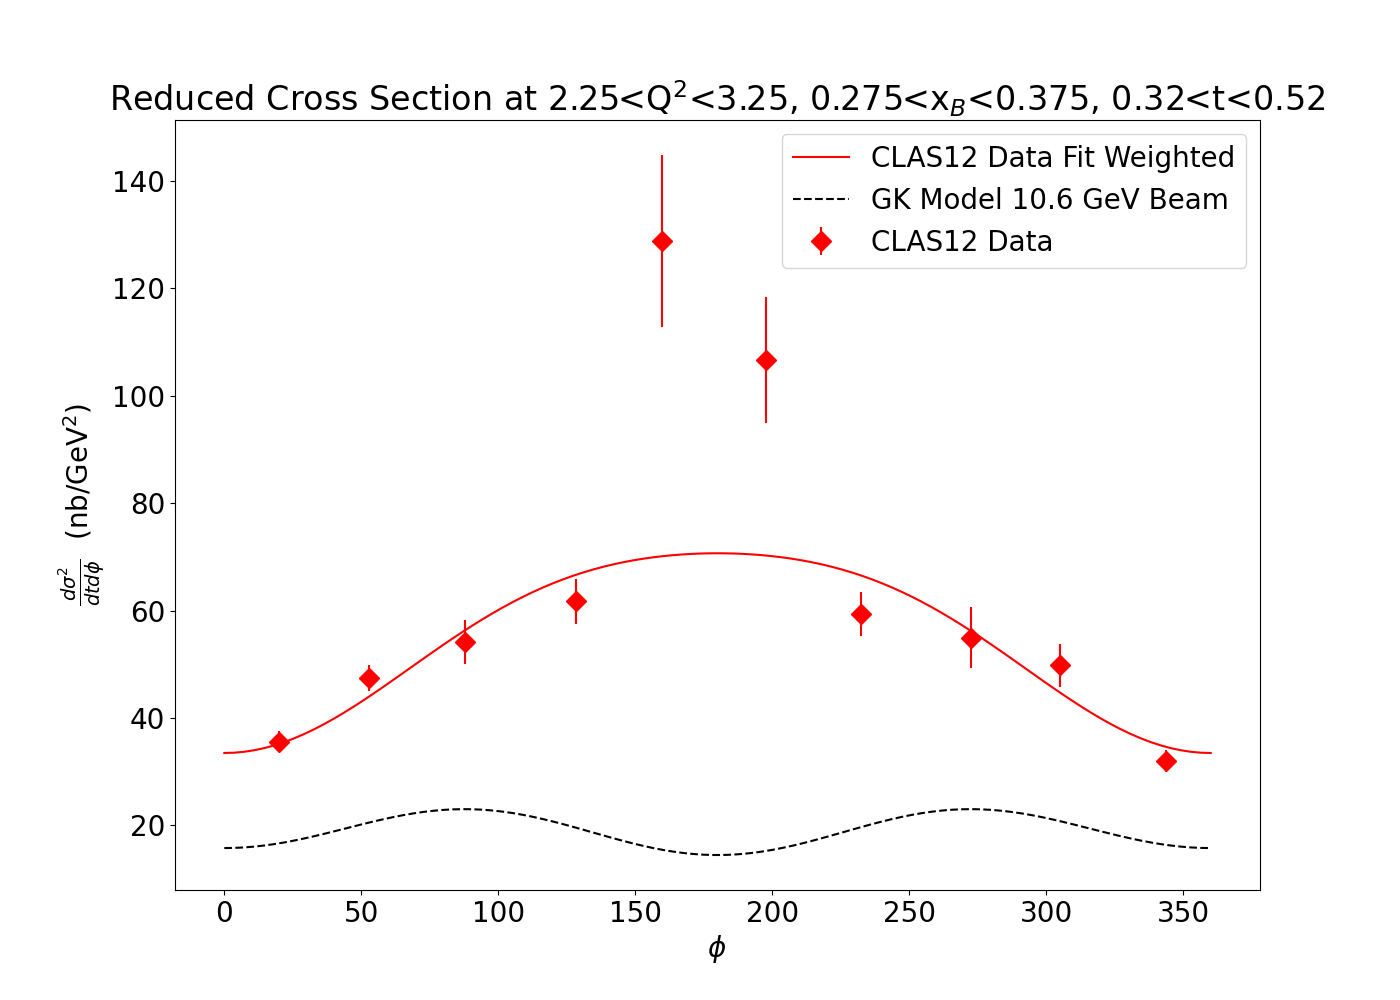 Reduced Cross Section at 2.25<Q²<3.25, 0.275<x_B<0.375, 0.32<t<0.52
CLAS12 Data Fit Weighted
GK Model 10.6 GeV Beam
CLAS12 Data
140
120
100
80
60
40
20
dσ²/dtdϕ (nb/GeV²)
0 50 100 150 200 250 300 350
ϕ